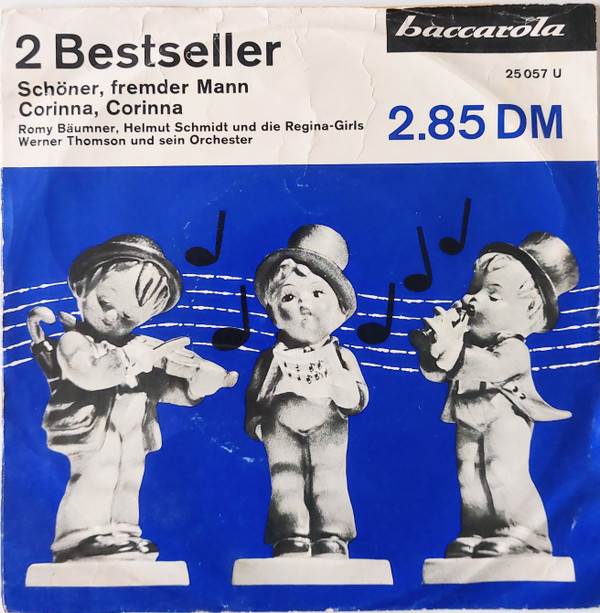 baccarola
2 Bestseller
25 057 U
Schöner, fremder Mann
Corinna, Corinna
2.85 DM
Romy Bäumner, Helmut Schmidt und die Regina-Girls
Werner Thomson und sein Orchester